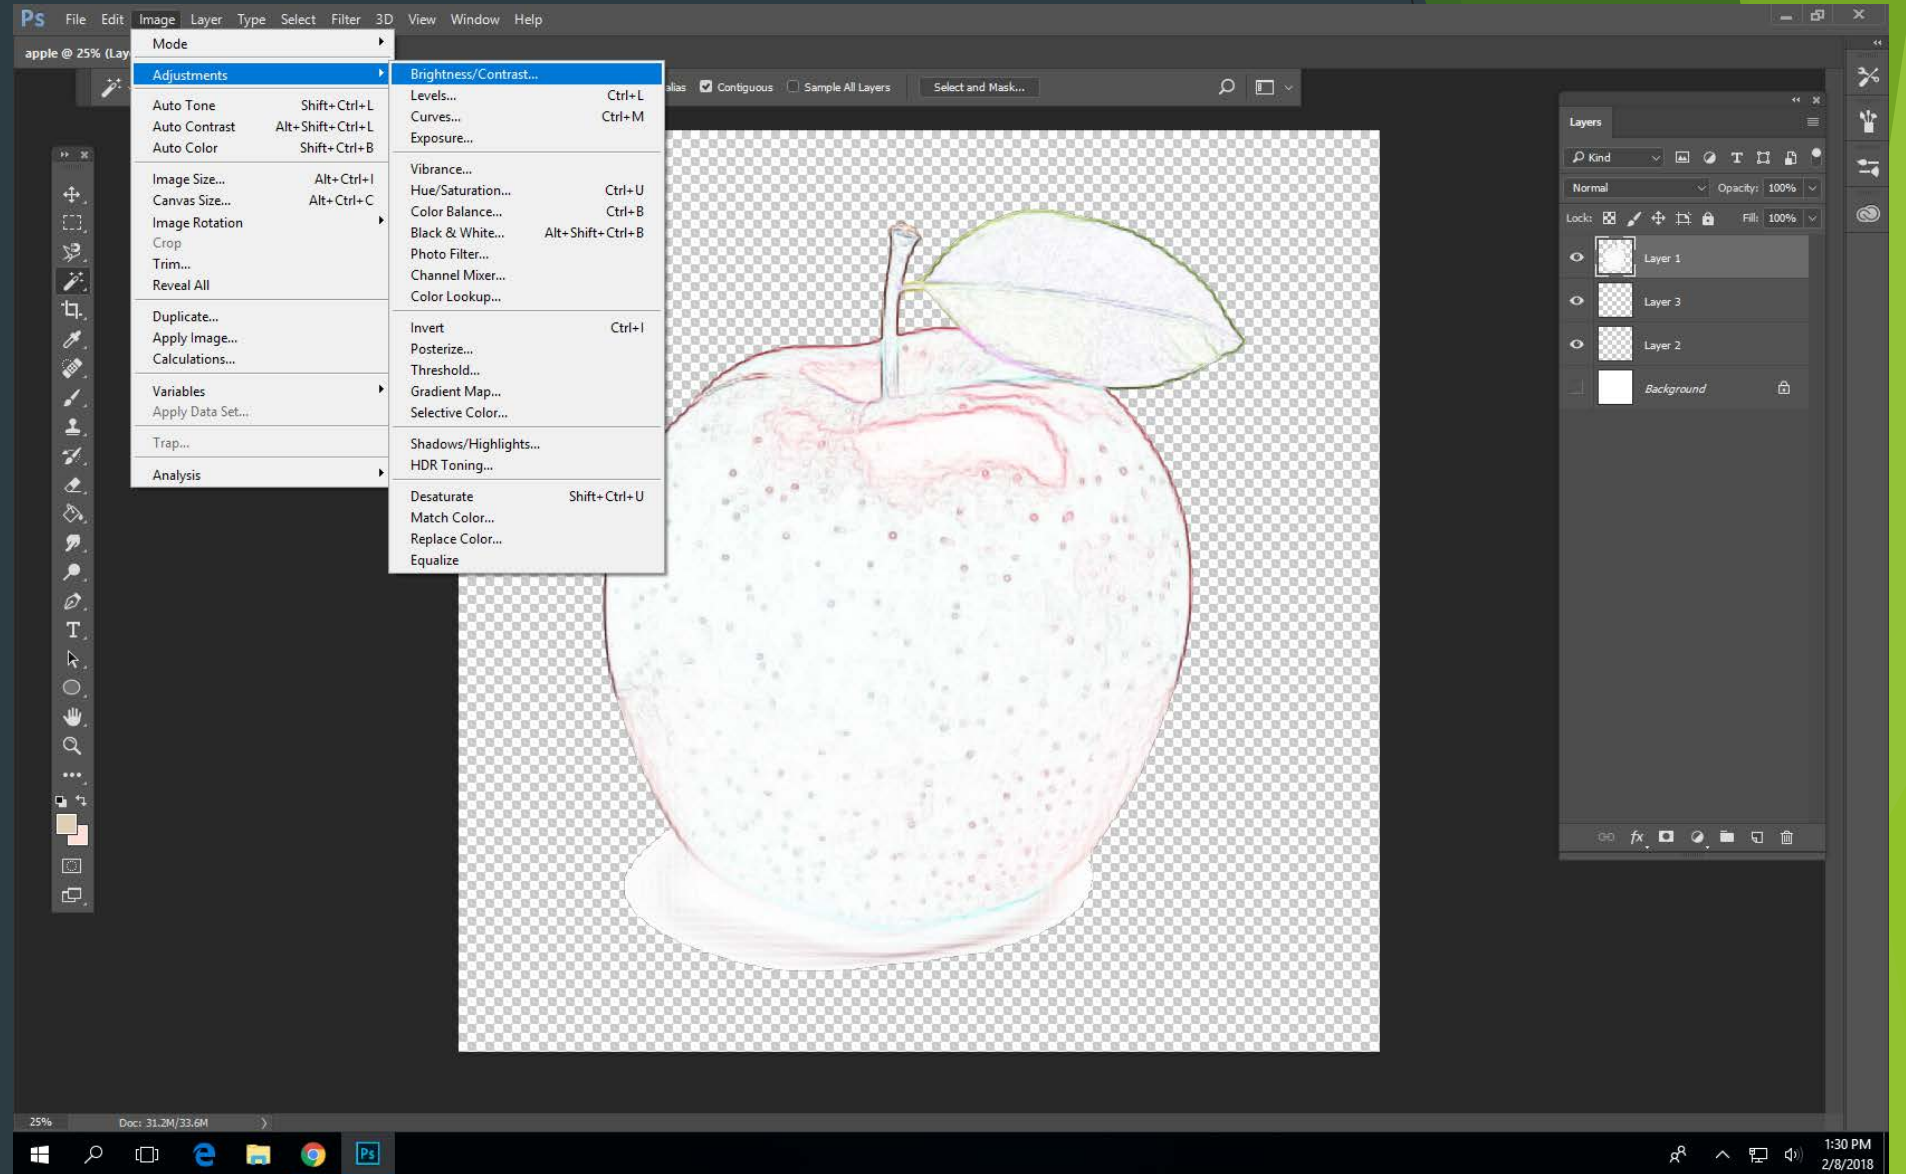 Ps File Edit Image Layer Type Select Filter 3D View Window Help
apple @ 25% (Lay
Mode
Adjustments
Auto Tone Shift+Ctrl+L
Auto Contrast Alt+Shift+Ctrl+L
Auto Color Shift+Ctrl+B
Image Size... Alt+Ctrl+I
Canvas Size... Alt+Ctrl+C
Image Rotation
Crop
Trim...
Reveal All
Duplicate...
Apply Image...
Calculations...
Variables
Apply Data Set...
Trap...
Analysis
Brightness/Contrast...
Levels... Ctrl+L
Curves... Ctrl+M
Exposure...
Vibrance...
Hue/Saturation... Ctrl+U
Color Balance... Ctrl+B
Black & White... Alt+Shift+Ctrl+B
Photo Filter...
Channel Mixer...
Color Lookup...
Invert Ctrl+I
Posterize...
Threshold...
Gradient Map...
Selective Color...
Shadows/Highlights...
HDR Toning...
Desaturate Shift+Ctrl+U
Match Color...
Replace Color...
Equalize
alias Contiguous Sample All Layers Select and Mask...
Layers
Kind
Normal Opacity: 100%
Lock: Fill: 100%
Layer 1
Layer 3
Layer 2
Background
fx
25% Doc: 31.2M/33.6M
Ps
1:30 PM
2/8/2018